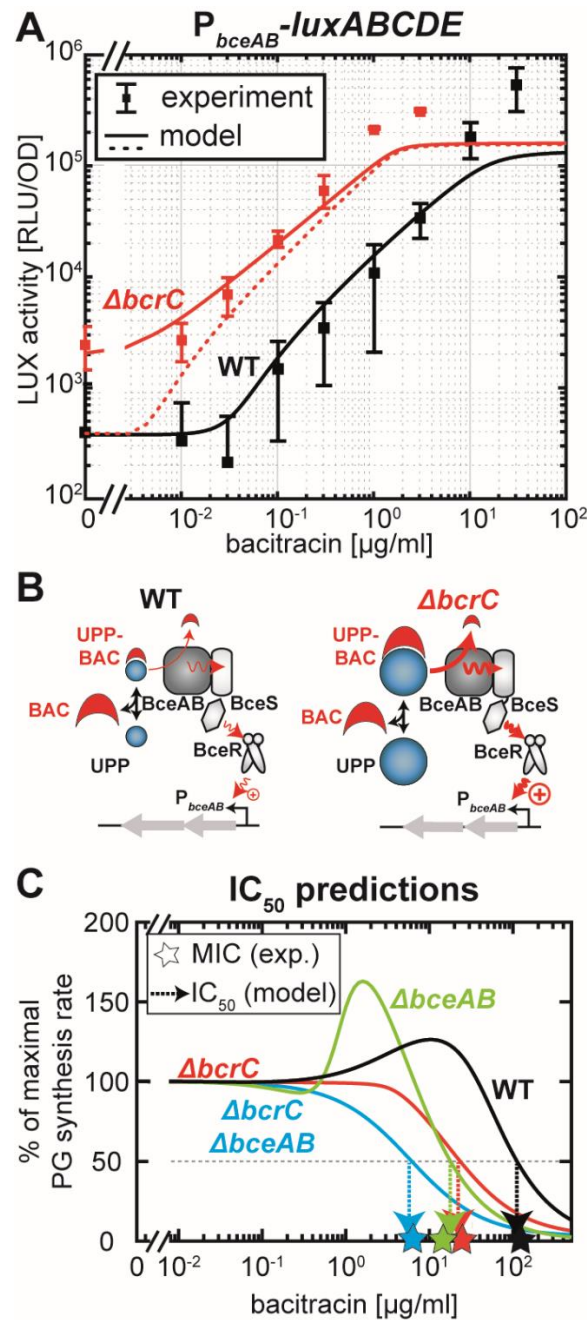 A
P_bceAB-luxABCDE
LUX activity [RLU/OD]
10^6
10^5
10^4
10^3
10^2
experiment
model
ΔbcrC
WT
0
10^-2
10^-1
10^0
10^1
10^2
bacitracin [µg/ml]
B
WT
UPP-
BAC
BAC
UPP
BceAB
BceS
BceR
P_bceAB
+
ΔbcrC
UPP-
BAC
BAC
UPP
BceAB
BceS
BceR
P_bceAB
+
C
IC_50 predictions
% of maximal
PG synthesis rate
200
150
100
50
0
MIC (exp.)
IC_50 (model)
ΔbceAB
ΔbcrC
WT
ΔbcrC
ΔbceAB
0
10^-2
10^-1
10^0
10^1
10^2
bacitracin [µg/ml]